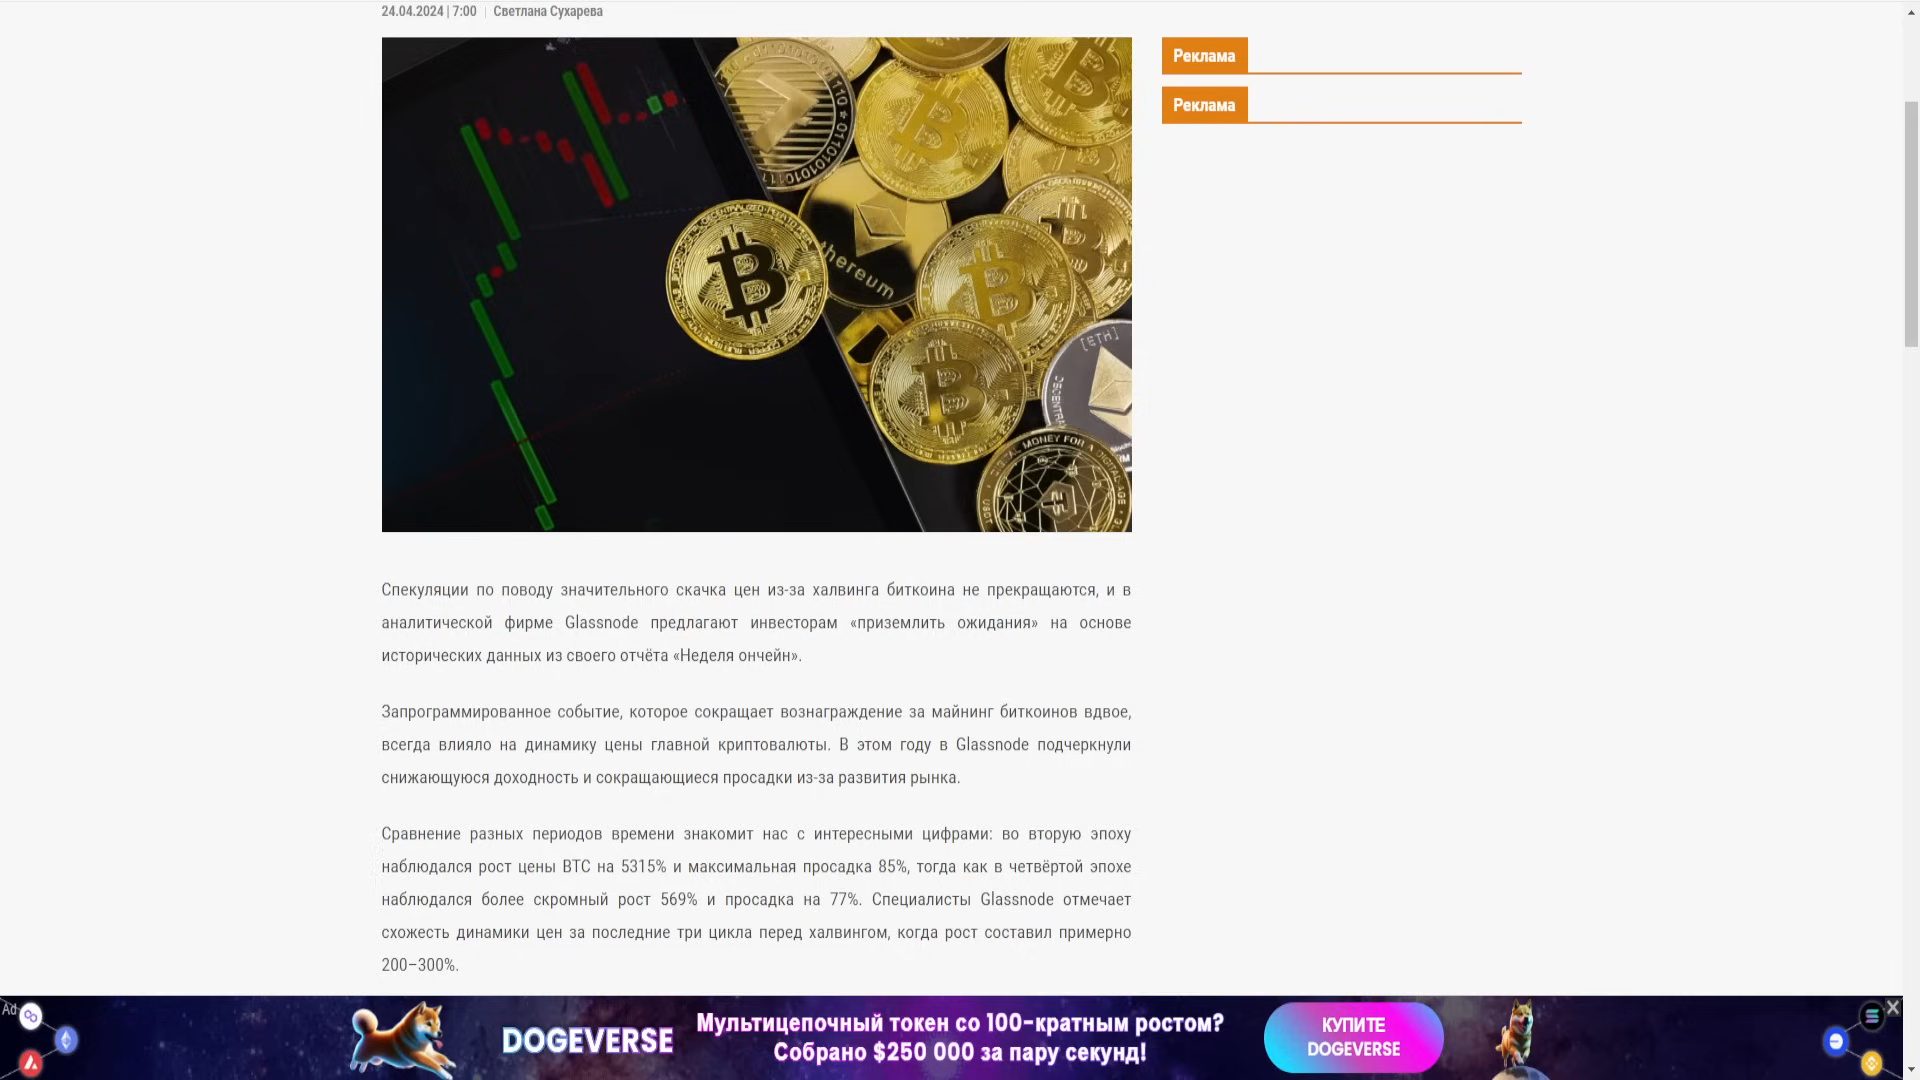 24.04.2024 | 7:00 | Светлана Сухарева
Реклама
Реклама
hereum
[ETH]
MONEY FOR A DIGITAL AGE
Спекуляции по поводу значительного скачка цен из-за халвинга биткоина не прекращаются, и в
аналитической фирме Glassnode предлагают инвесторам «приземлить ожидания» на основе
исторических данных из своего отчёта «Неделя ончейн».
Запрограммированное событие, которое сокращает вознаграждение за майнинг биткоинов вдвое,
всегда влияло на динамику цены главной криптовалюты. В этом году в Glassnode подчеркнули
снижающуюся доходность и сокращающиеся просадки из-за развития рынка.
Сравнение разных периодов времени знакомит нас с интересными цифрами: во вторую эпоху
наблюдался рост цены BTC на 5315% и максимальная просадка 85%, тогда как в четвёртой эпохе
наблюдался более скромный рост 569% и просадка на 77%. Специалисты Glassnode отмечает
схожесть динамики цен за последние три цикла перед халвингом, когда рост составил примерно
200–300%.
Ad
DOGEVERSE
Мультицепочный токен со 100-кратным ростом?
Собрано $250 000 за пару секунд!
КУПИТЕ
DOGEVERSE